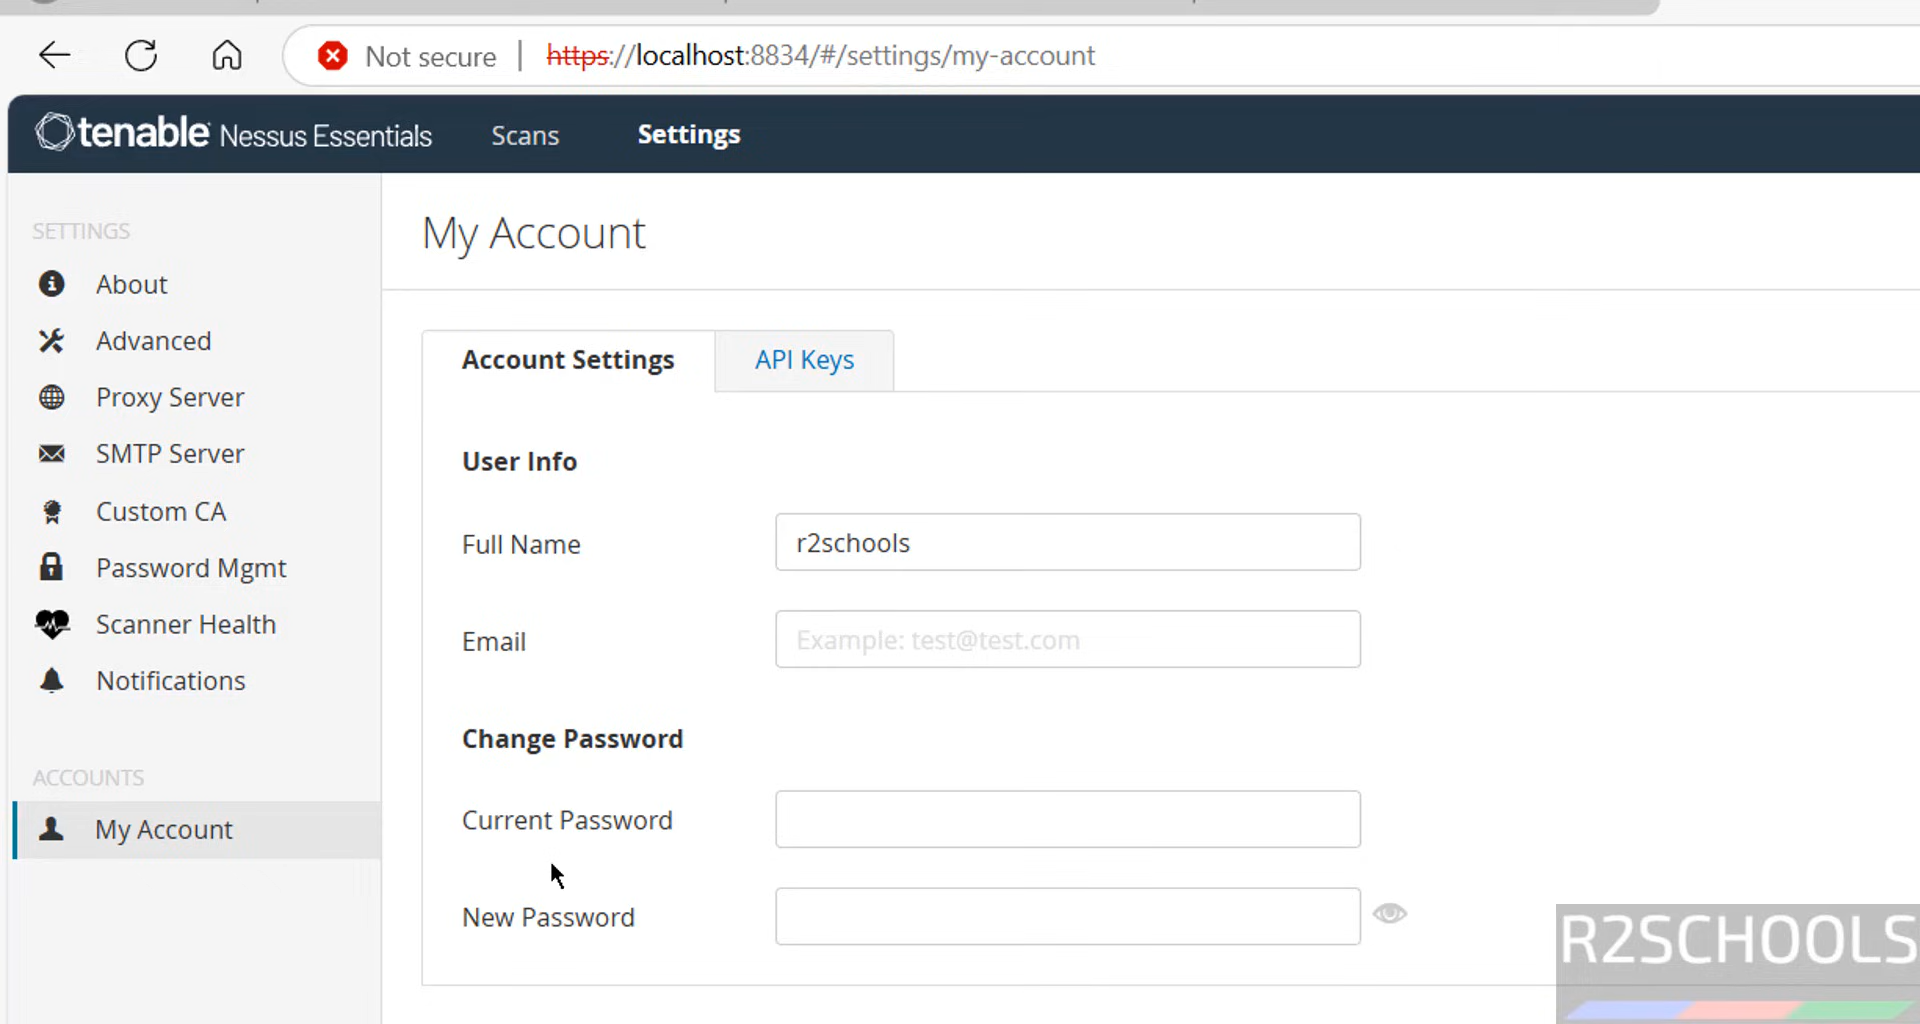 Not secure | https://localhost:8834/#/settings/my-account
tenable Nessus Essentials Scans Settings
SETTINGS
About
Advanced
Proxy Server
SMTP Server
Custom CA
Password Mgmt
Scanner Health
Notifications
ACCOUNTS
My Account
My Account
Account Settings API Keys
User Info
Full Name r2schools
Email Example: test@test.com
Change Password
Current Password
New Password
R2SCHOOLS